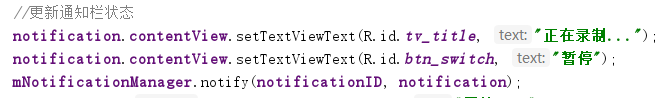 //更新通知栏状态
notification.contentView.setTextViewText(R.id.tv_title, text: "正在录制...");
notification.contentView.setTextViewText(R.id.btn_switch, text: "暂停");
mNotificationManager.notify(notificationID, notification);